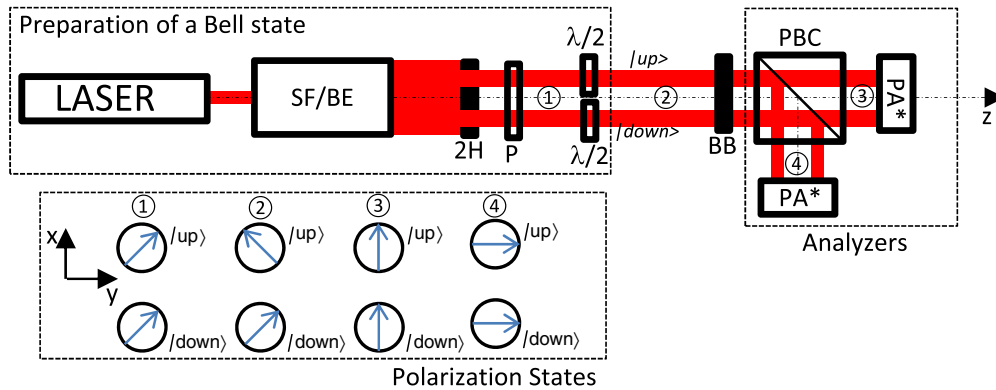 Preparation of a Bell state
LASER
SF/BE
2H
P
λ/2
λ/2
①
②
|up>
|down>
BB
PBC
③
PA*
z
④
PA*
Analyzers
① ② ③ ④
x
y
|up⟩ |up⟩ |up⟩ |up⟩
|down⟩ |down⟩ |down⟩ |down⟩
Polarization States